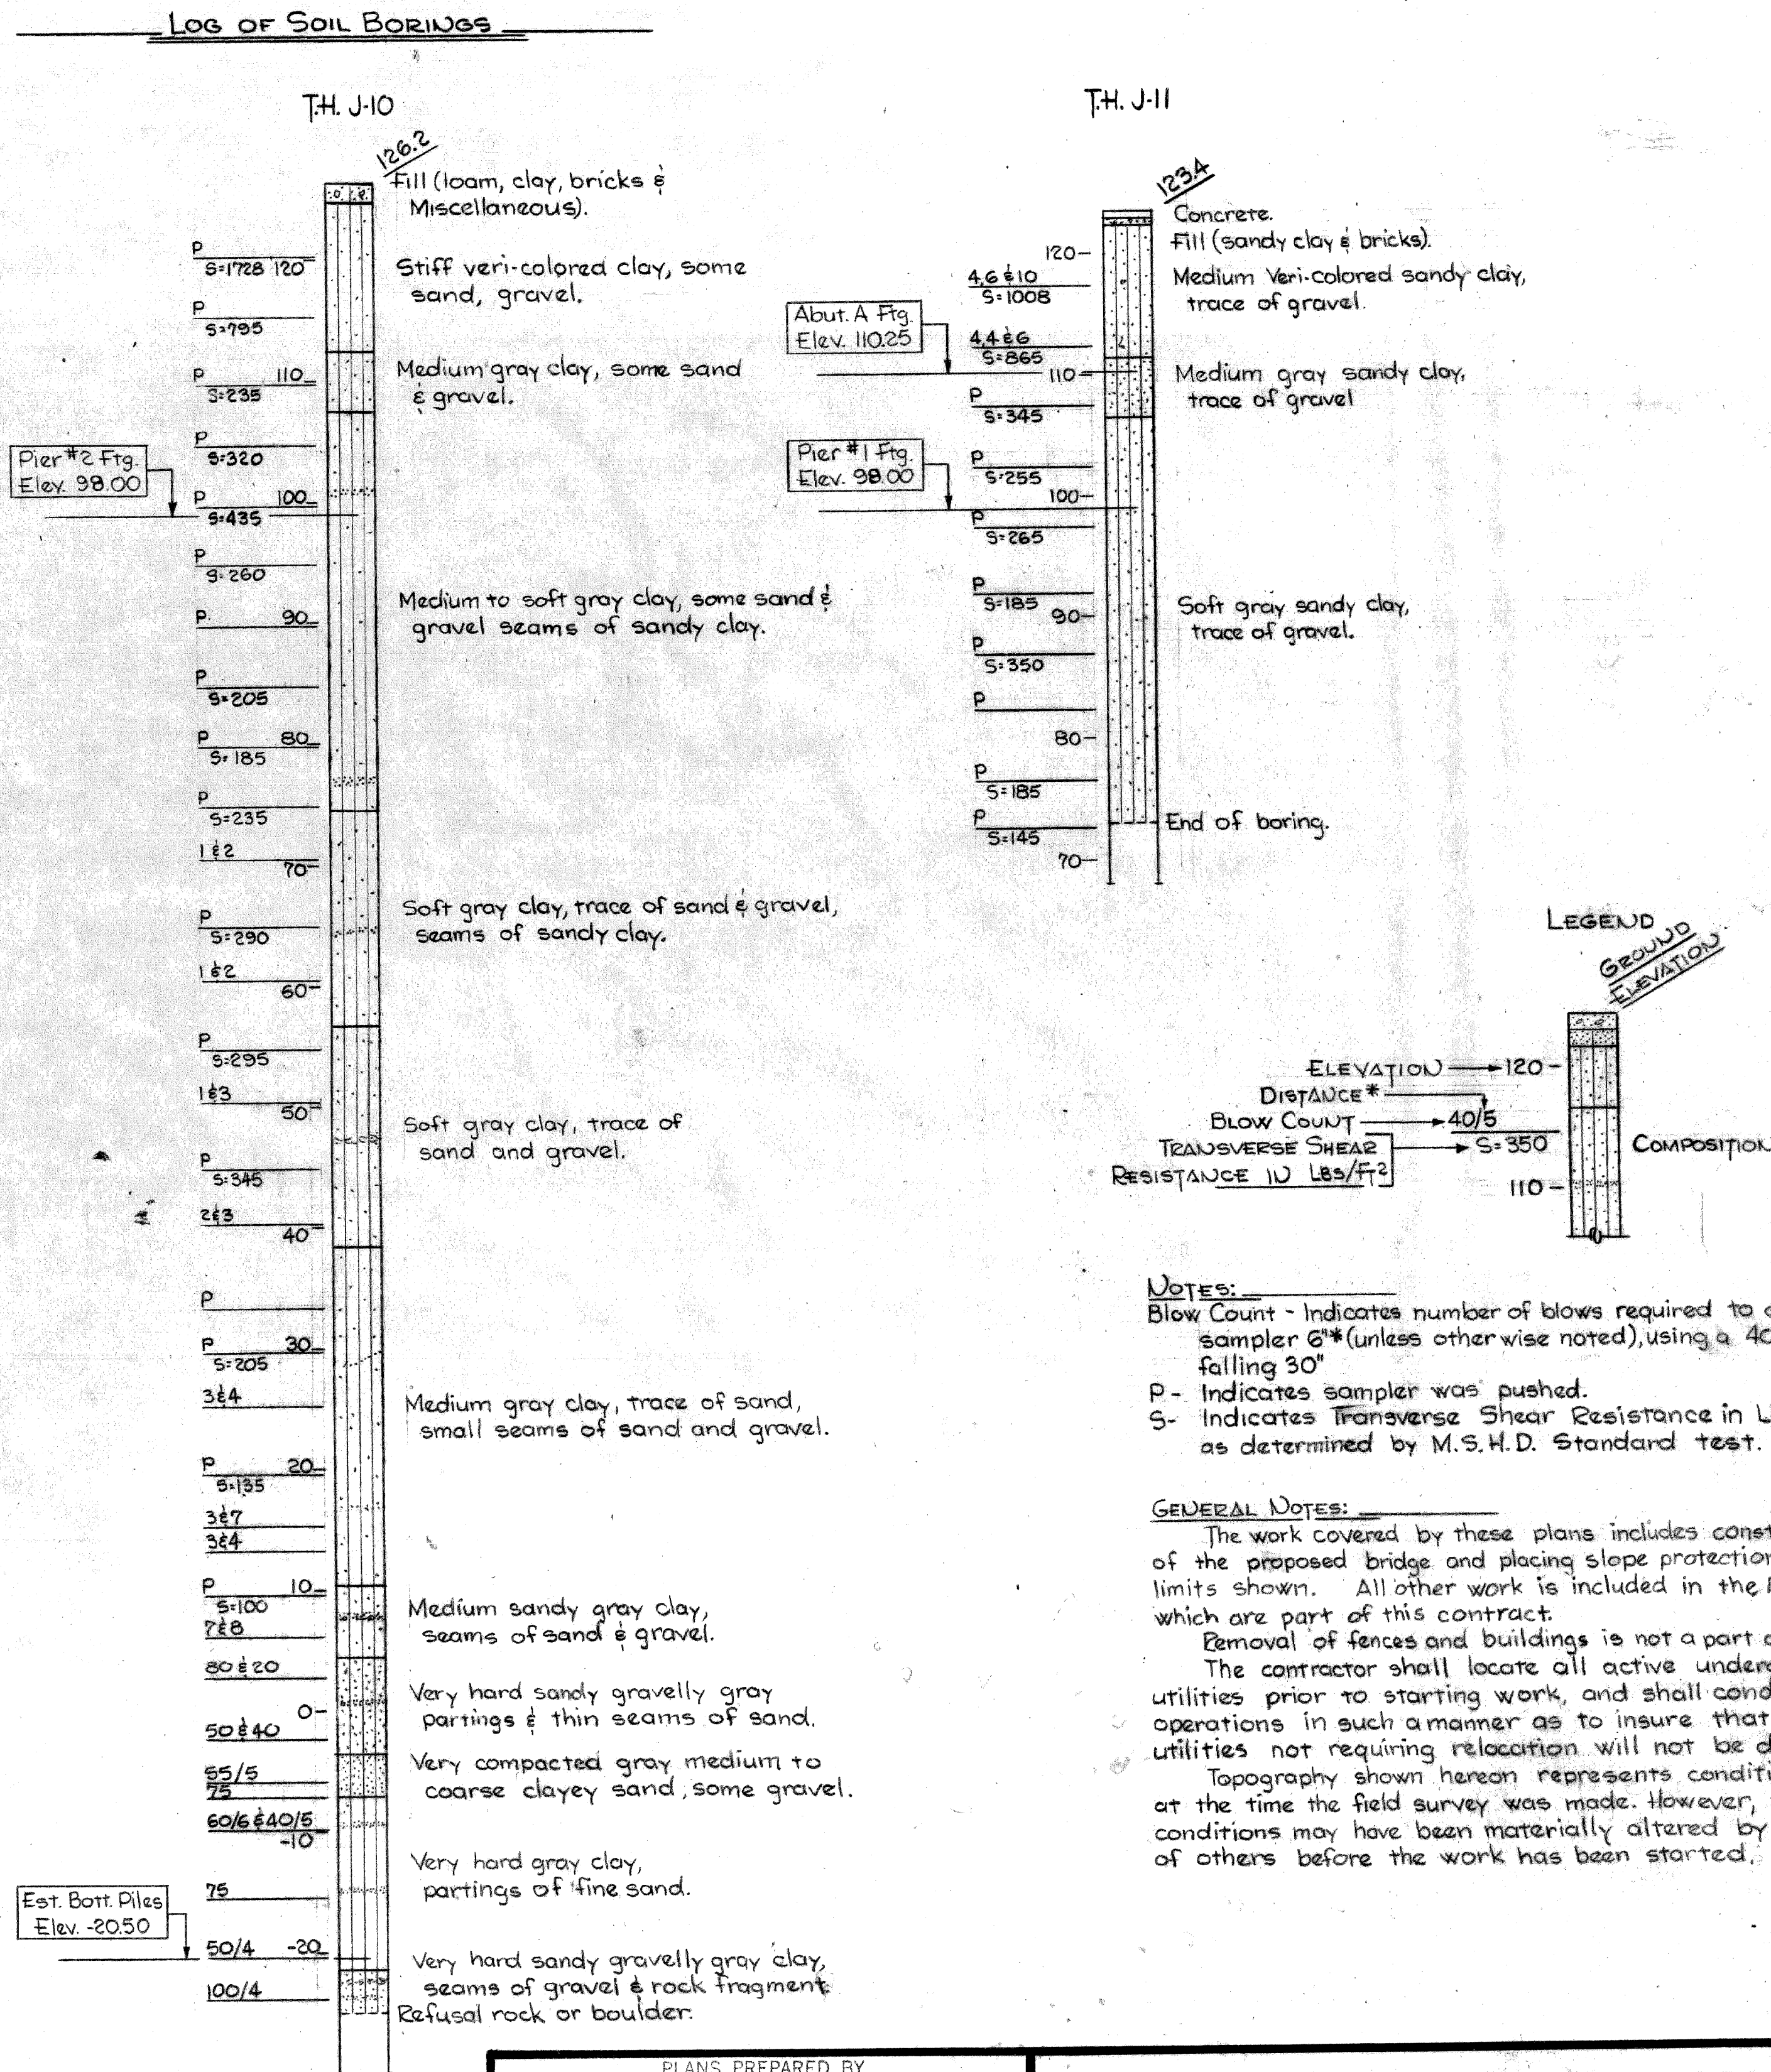 LOG OF SOIL BORINGS
T.H. J-10
126.2
Fill (loam, clay, bricks &
Miscellaneous).
P
S=1728 120
Stiff veri-colored clay, some
sand, gravel.
P
S=795
P 110
S=235
Medium gray clay, some sand
& gravel.
P
S=320
Pier #2 Ftg.
Elev. 98.00
P 100
S=435
P
S=260
Medium to soft gray clay, some sand &
gravel seams of sandy clay.
P 90
P
S=205
P 80
S=185
P
S=235
1&2
70
Soft gray clay, trace of sand & gravel,
seams of sandy clay.
P
S=290
1&2
60
P
S=295
1&3
50
Soft gray clay, trace of
sand and gravel.
P
S=345
2&3
40
P
P 30
S=205
3&4
Medium gray clay, trace of sand,
small seams of sand and gravel.
P 20
S=135
3&7
3&4
P 10
S=100
7&8
Medium sandy gray clay,
seams of sand & gravel.
80&20
Very hard sandy gravelly gray
partings & thin seams of sand.
0
50&40
Very compacted gray medium to
coarse clayey sand, some gravel.
55/5
75
60/6&40/5
-10
Very hard gray clay,
partings of fine sand.
75
Est. Bott. Piles
Elev. -20.50
50/4 -20
Very hard sandy gravelly gray clay,
seams of gravel & rock fragment.
100/4
Refusal rock or boulder.
T.H. J-11
123.4
Concrete.
Fill (sandy clay & bricks).
120
4,6&10
S=1008
Medium Veri-colored sandy clay,
trace of gravel.
Abut. A Ftg.
Elev. 110.25
4,4&6
S=865
110
Medium gray sandy clay,
trace of gravel
P
S=345
Pier #1 Ftg.
Elev. 98.00
P
S=255
100
P
S=265
P
S=185
90
Soft gray sandy clay,
trace of gravel.
P
S=350
P
80
P
S=185
P
S=145
End of boring.
70
LEGEND
GROUND
ELEVATION
ELEVATION 120
DISTANCE*
BLOW COUNT 40/5
TRANSVERSE SHEAR S=350
RESISTANCE IN LBS/FT2
COMPOSITION
110
NOTES:
Blow Count - Indicates number of blows required to
sampler 6"* (unless otherwise noted), using a
falling 30"
P - Indicates sampler was pushed.
S - Indicates Transverse Shear Resistance in
as determined by M.S.H.D. Standard test.
GENERAL NOTES:
The work covered by these plans includes const
of the proposed bridge and placing slope protection
limits shown. All other work is included in the
which are part of this contract.
Removal of fences and buildings is not a part
The contractor shall locate all active under
utilities prior to starting work, and shall cond
operations in such a manner as to insure that
utilities not requiring relocation will not be
Topography shown hereon represents conditi
at the time the field survey was made. However,
conditions may have been materially altered by
of others before the work has been started.
PLANS PREPARED BY